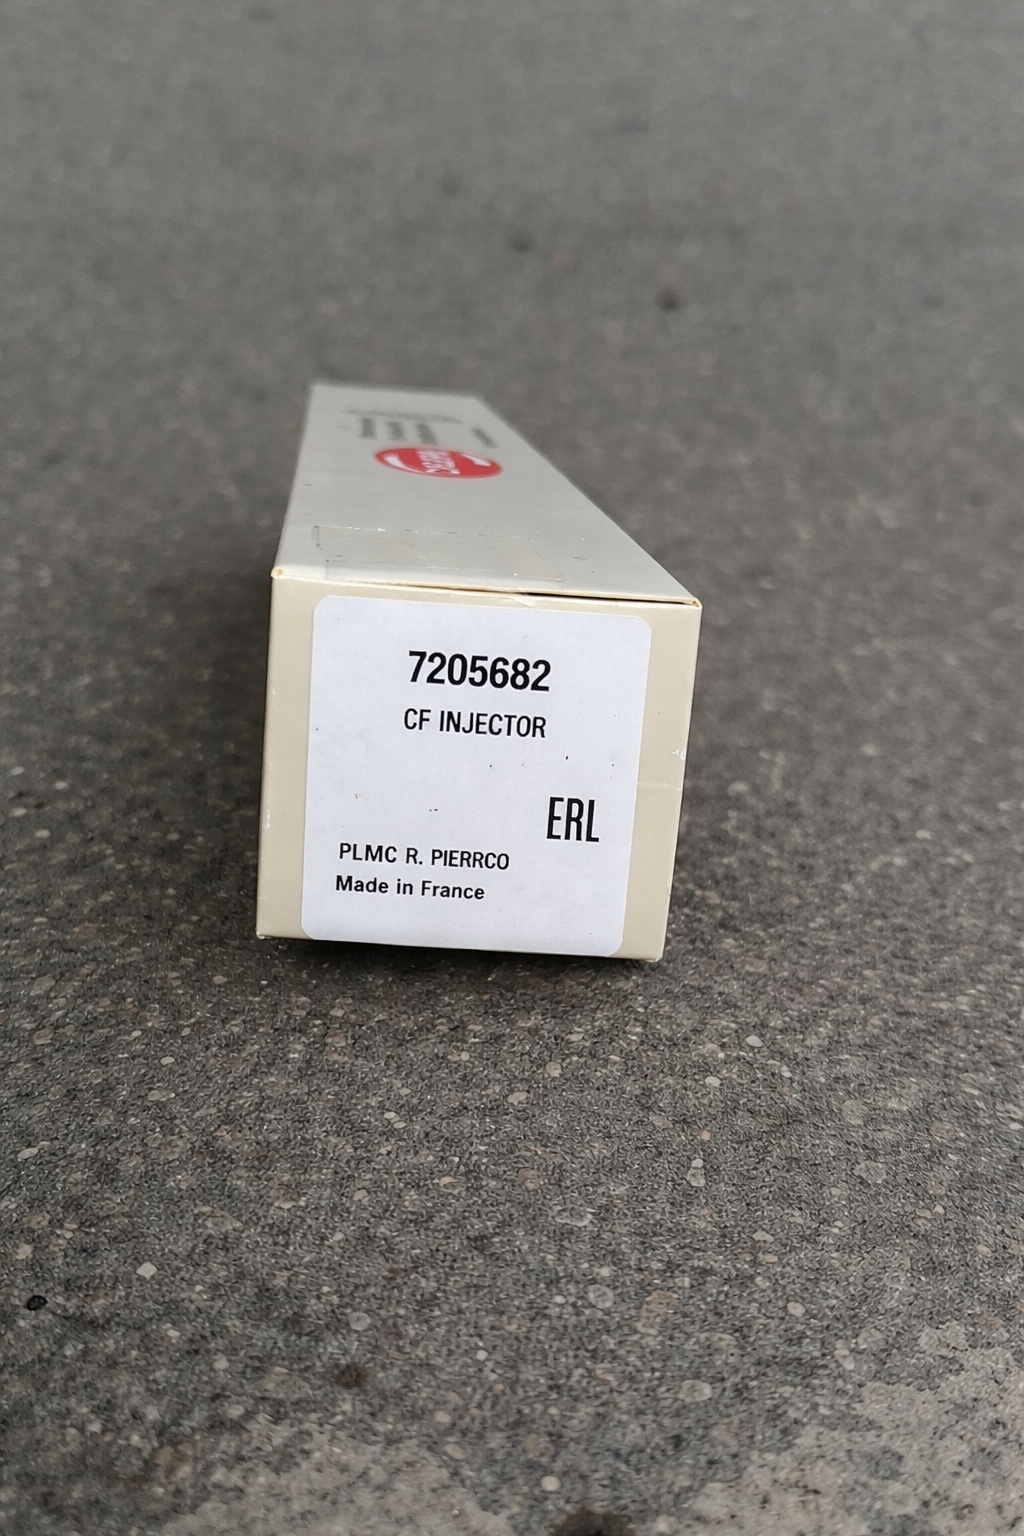 7205682
CF INJECTOR
ERL
PLMC R. PIERRCO
Made in France